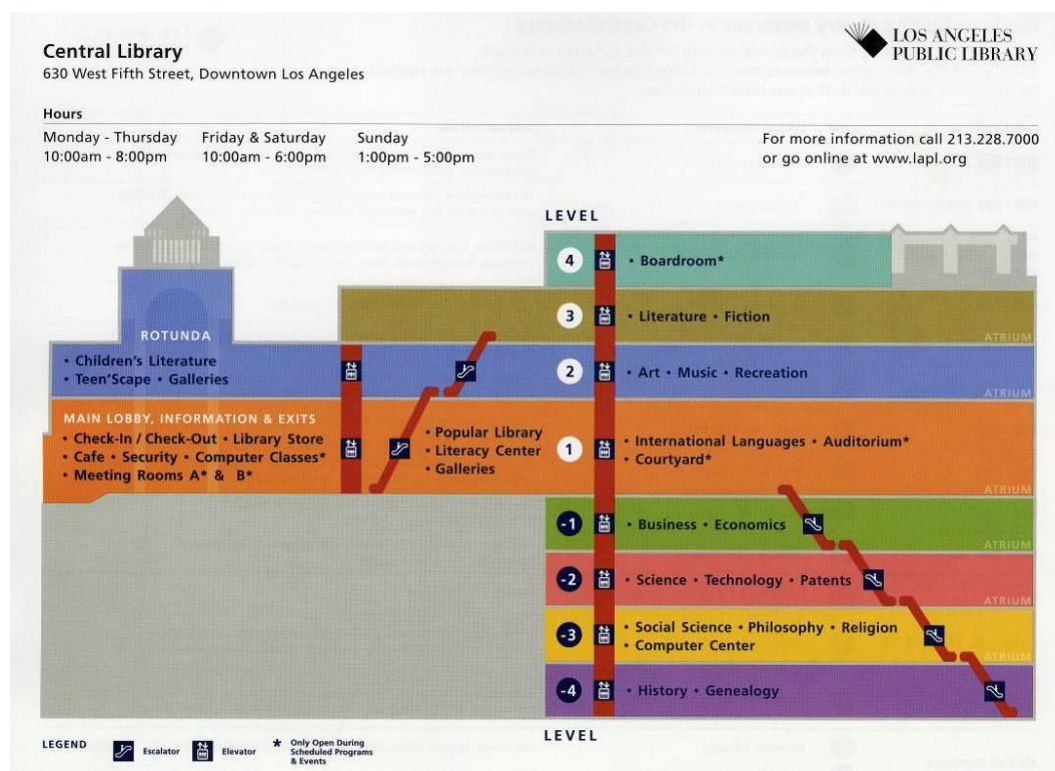 Central Library
630 West Fifth Street, Downtown Los Angeles
LOS ANGELES
PUBLIC LIBRARY
Hours
Monday - Thursday
10:00am - 8:00pm
Friday & Saturday
10:00am - 6:00pm
Sunday
1:00pm - 5:00pm
For more information call 213.228.7000
or go online at www.lapl.org
LEVEL
4
• Boardroom*
3
• Literature • Fiction
ATRIUM
ROTUNDA
• Children's Literature
• Teen'Scape • Galleries
2
• Art • Music • Recreation
ATRIUM
MAIN LOBBY, INFORMATION & EXITS
• Check-In / Check-Out • Library Store
• Cafe • Security • Computer Classes*
• Meeting Rooms A* & B*
• Popular Library
• Literacy Center
• Galleries
1
• International Languages • Auditorium*
• Courtyard*
ATRIUM
-1
• Business • Economics
ATRIUM
-2
• Science • Technology • Patents
ATRIUM
-3
• Social Science • Philosophy • Religion
• Computer Center
ATRIUM
-4
• History • Genealogy
LEVEL
LEGEND
Escalator
Elevator
* Only Open During
Scheduled Programs
& Events